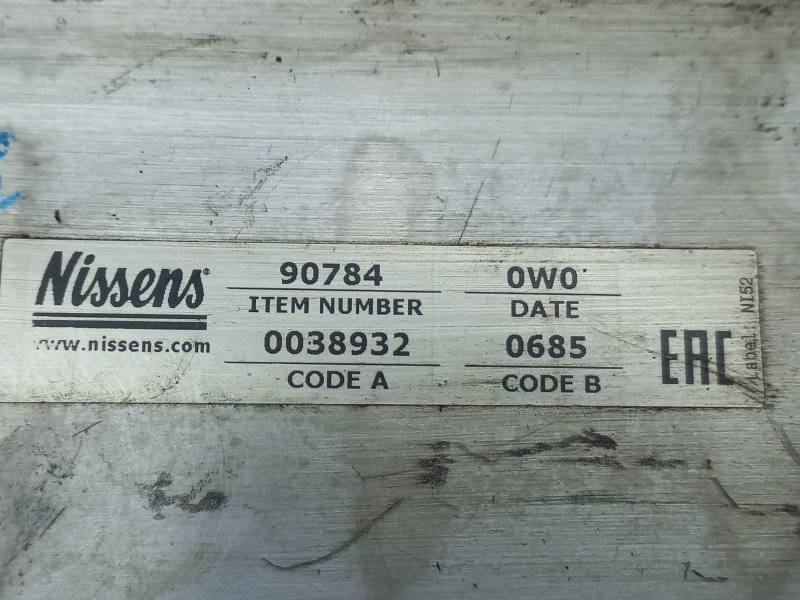 Nissens®
www.nissens.com
90784
ITEM NUMBER
0038932
CODE A
0W0
DATE
0685
CODE B
EAC
Label: NI52